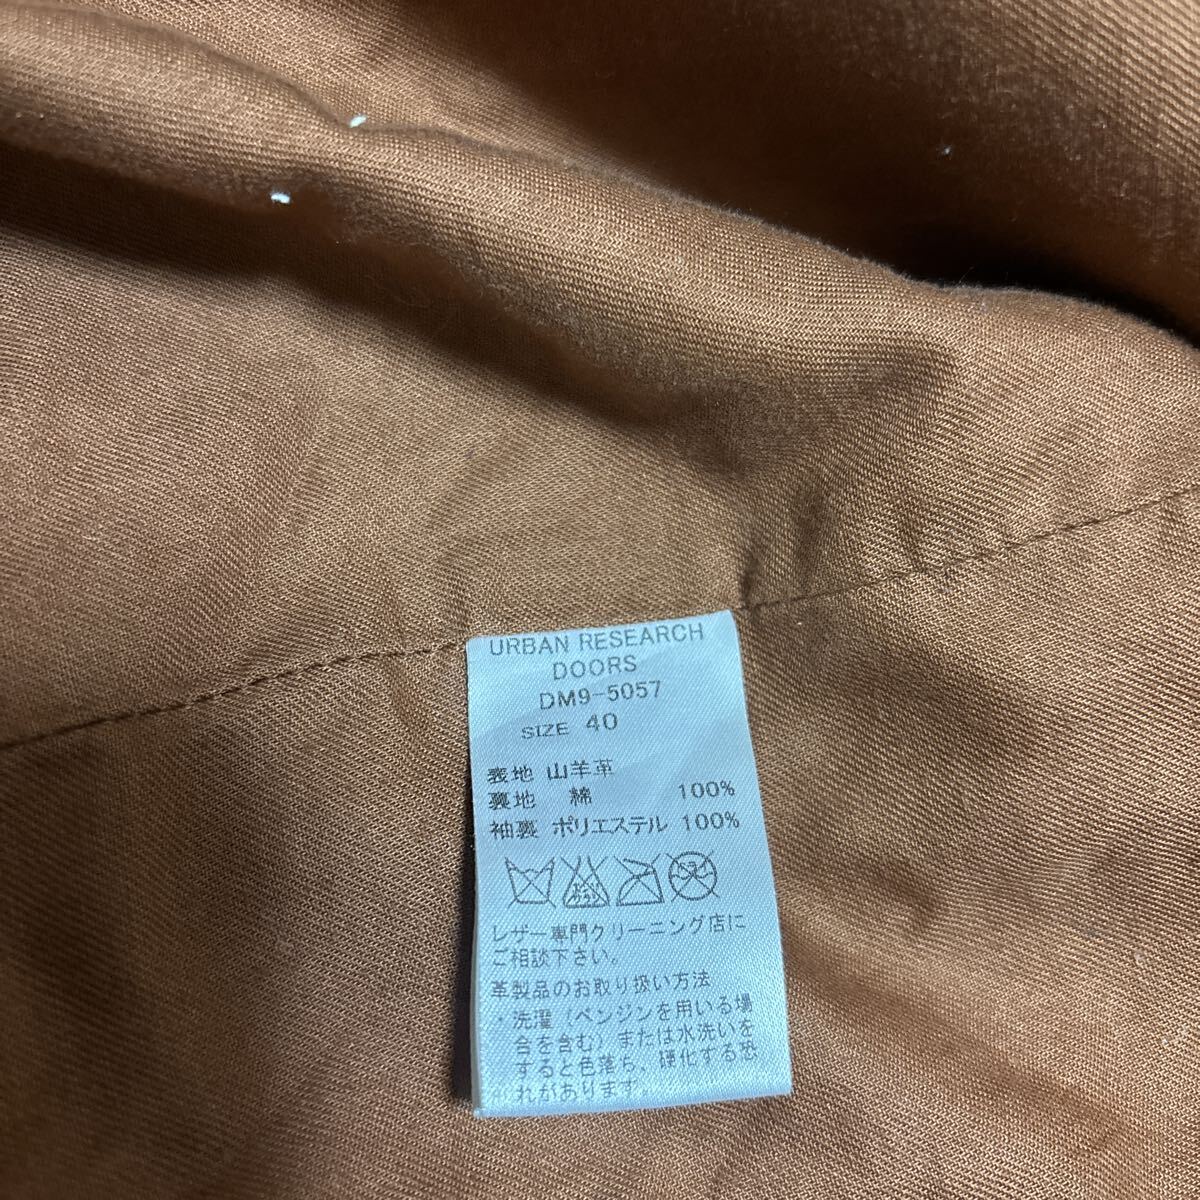 URBAN RESEARCH
DOORS
DM9-5057
SIZE 40
表地 山羊革
裏地 綿 100%
袖裏 ポリエステル 100%
レザー専門クリーニング店に
ご相談下さい。
革製品のお取り扱い方法
・洗濯(ベンジンを用いる場
合を含む)または水洗いを
すると色落ち、硬化する恐
れがあります。